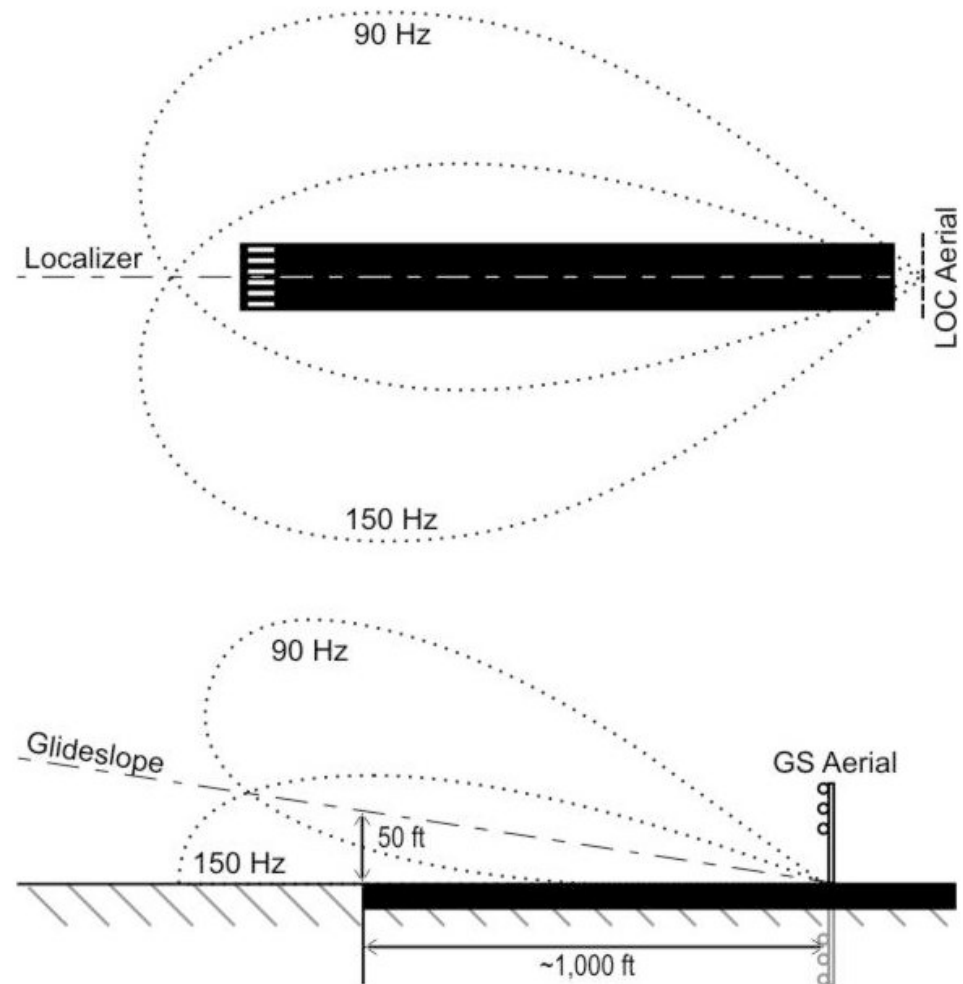 90 Hz
Localizer
LOC Aerial
150 Hz
90 Hz
Glideslope
GS Aerial
50 ft
150 Hz
~1,000 ft